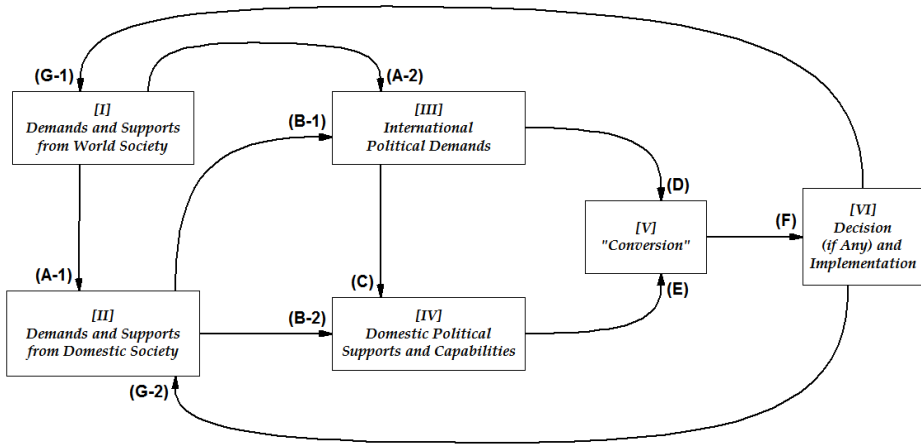 (G-1)
(A-2)
[I]
Demands and Supports
from World Society
(B-1)
[III]
International
Political Demands
(D)
[V]
"Conversion"
(F)
[VI]
Decision
(if Any) and
Implementation
(A-1)
(C)
(E)
[II]
Demands and Supports
from Domestic Society
(B-2)
[IV]
Domestic Political
Supports and Capabilities
(G-2)